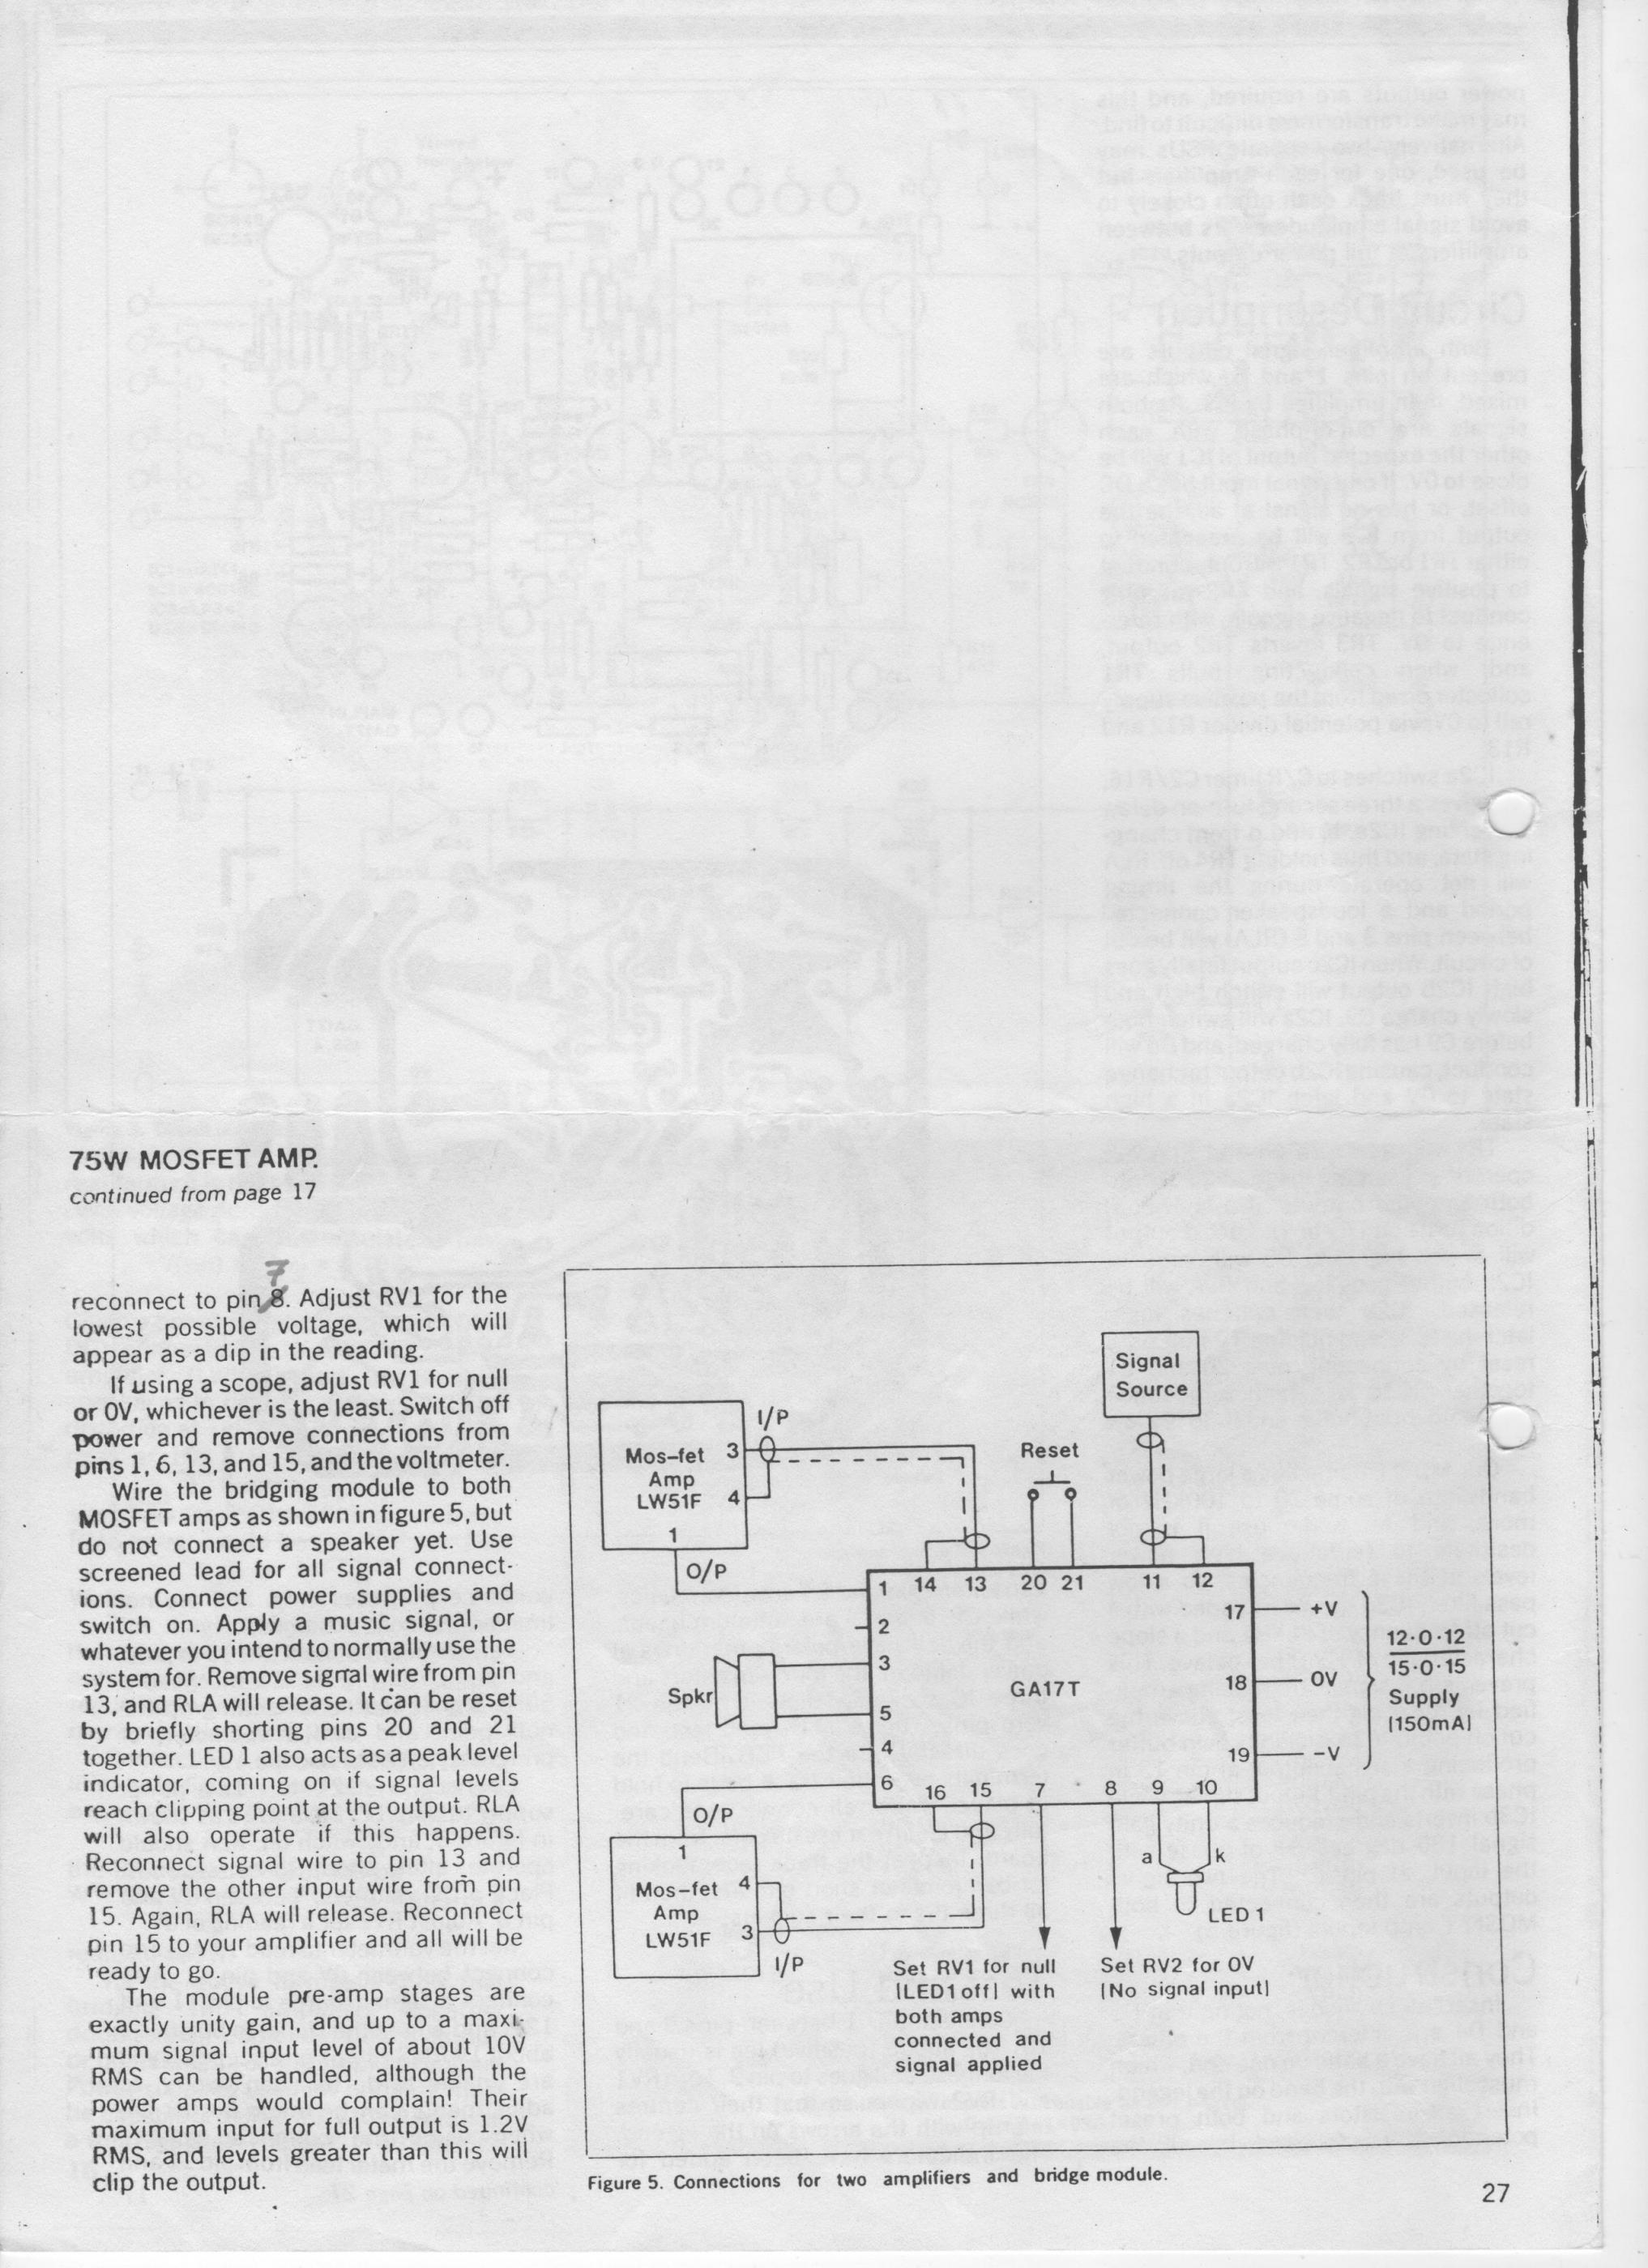 75W MOSFET AMP.
continued from page 17
7
reconnect to pin 8. Adjust RV1 for the
lowest possible voltage, which will
appear as a dip in the reading.
If using a scope, adjust RV1 for null
or 0V, whichever is the least. Switch off
power and remove connections from
pins 1, 6, 13, and 15, and the voltmeter.
Wire the bridging module to both
MOSFET amps as shown in figure 5, but
do not connect a speaker yet. Use
screened lead for all signal connect-
ions. Connect power supplies and
switch on. Apply a music signal, or
whatever you intend to normally use the
system for. Remove signal wire from pin
13, and RLA will release. It can be reset
by briefly shorting pins 20 and 21
together. LED 1 also acts as a peak level
indicator, coming on if signal levels
reach clipping point at the output. RLA
will also operate if this happens.
Reconnect signal wire to pin 13 and
remove the other input wire from pin
15. Again, RLA will release. Reconnect
pin 15 to your amplifier and all will be
ready to go.
The module pre-amp stages are
exactly unity gain, and up to a maxi-
mum signal input level of about 10V
RMS can be handled, although the
power amps would complain! Their
maximum input for full output is 1.2V
RMS, and levels greater than this will
clip the output.
Signal
Source
I/P
Mos-fet 3
Amp
LW51F 4
1
O/P
Reset
1 14 13 20 21 11 12
2
3
5
4
6
Spkr
GA17T
17 +V
18 0V
19 -V
12·0·12
15·0·15
Supply
(150mA)
16 15 7 8 9 10
O/P
1
Mos-fet 4
Amp
LW51F 3
I/P
a k
LED 1
Set RV1 for null
(LED1 off) with
both amps
connected and
signal applied
Set RV2 for 0V
(No signal input)
Figure 5. Connections for two amplifiers and bridge module.
27